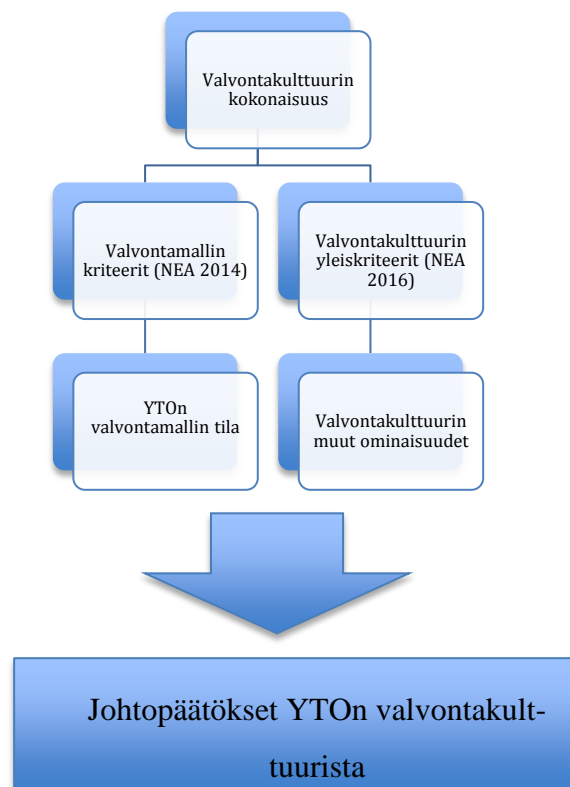 Valvontakulttuurin
kokonaisuus
Valvontamallin
kriteerit (NEA 2014)
Valvontakulttuurin
yleiskriteerit (NEA
2016)
YTOn
valvontamallin tila
Valvontakulttuurin
muut ominaisuudet
Johtopäätökset YTOn valvontakult-
tuurista